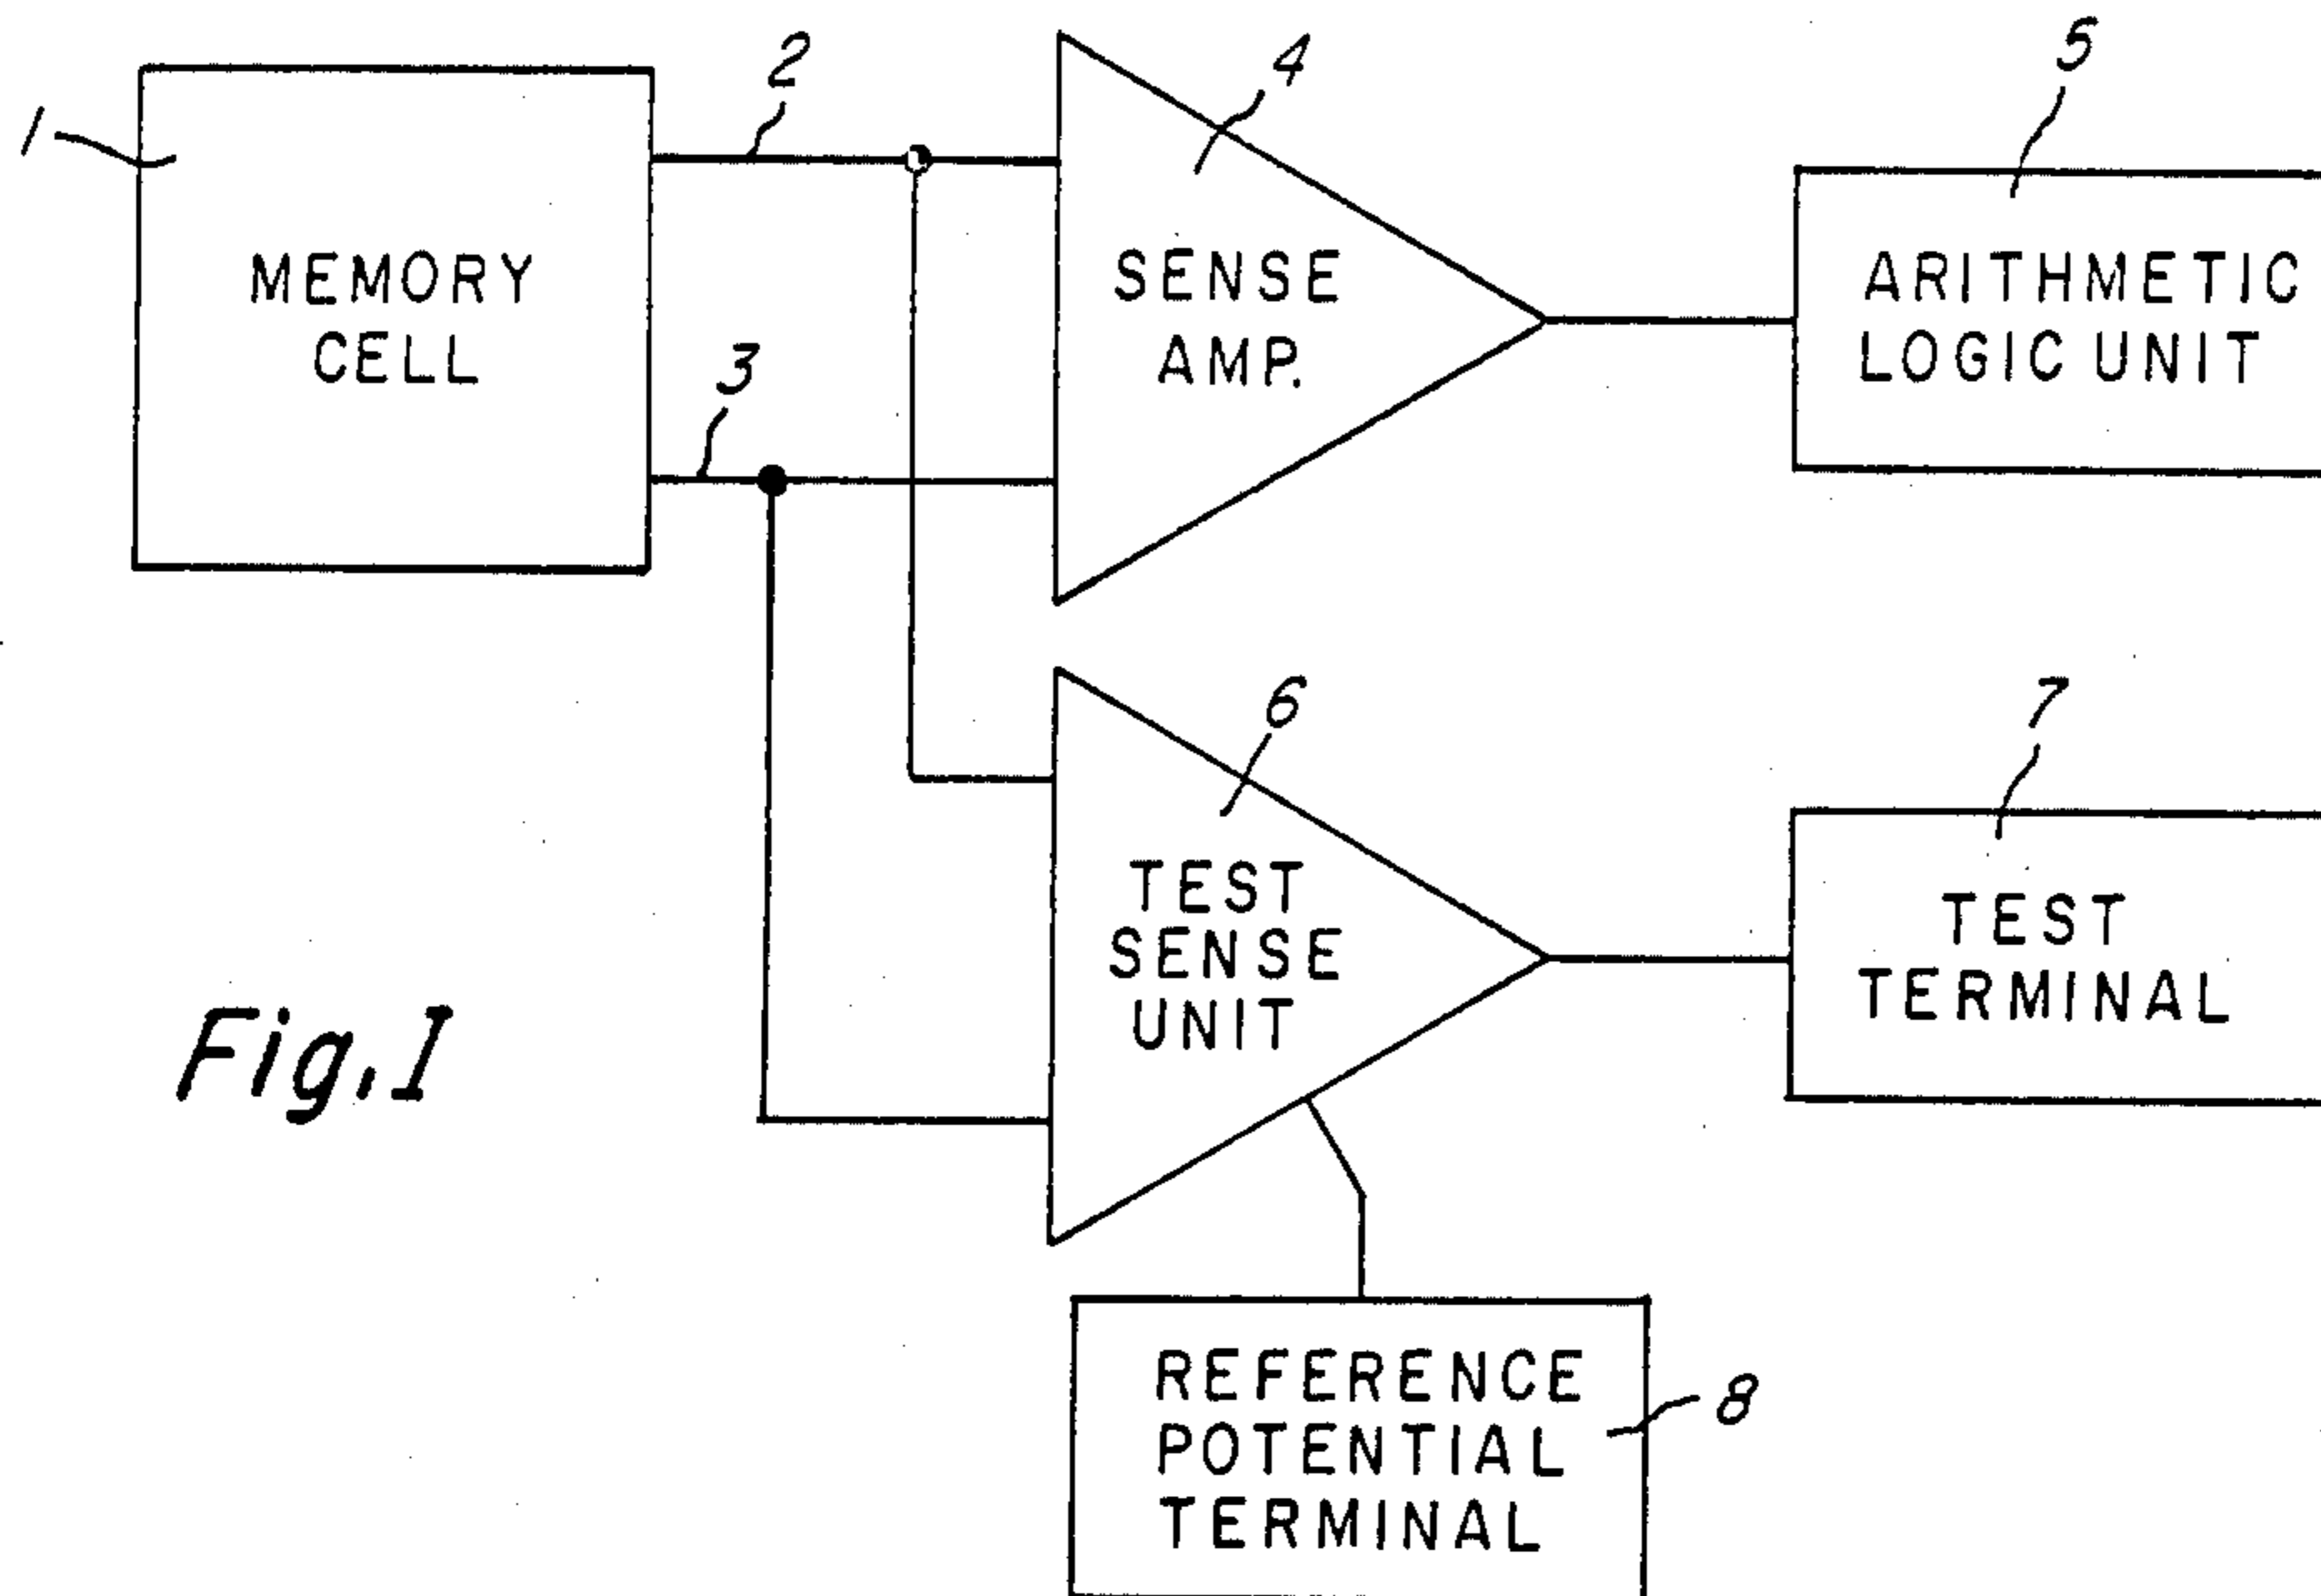 1
2
4
5
MEMORY
CELL
3
SENSE
AMP.
ARITHMETIC
LOGIC UNIT
6
7
TEST
SENSE
UNIT
TEST
TERMINAL
Fig.1
REFERENCE
POTENTIAL
TERMINAL
8